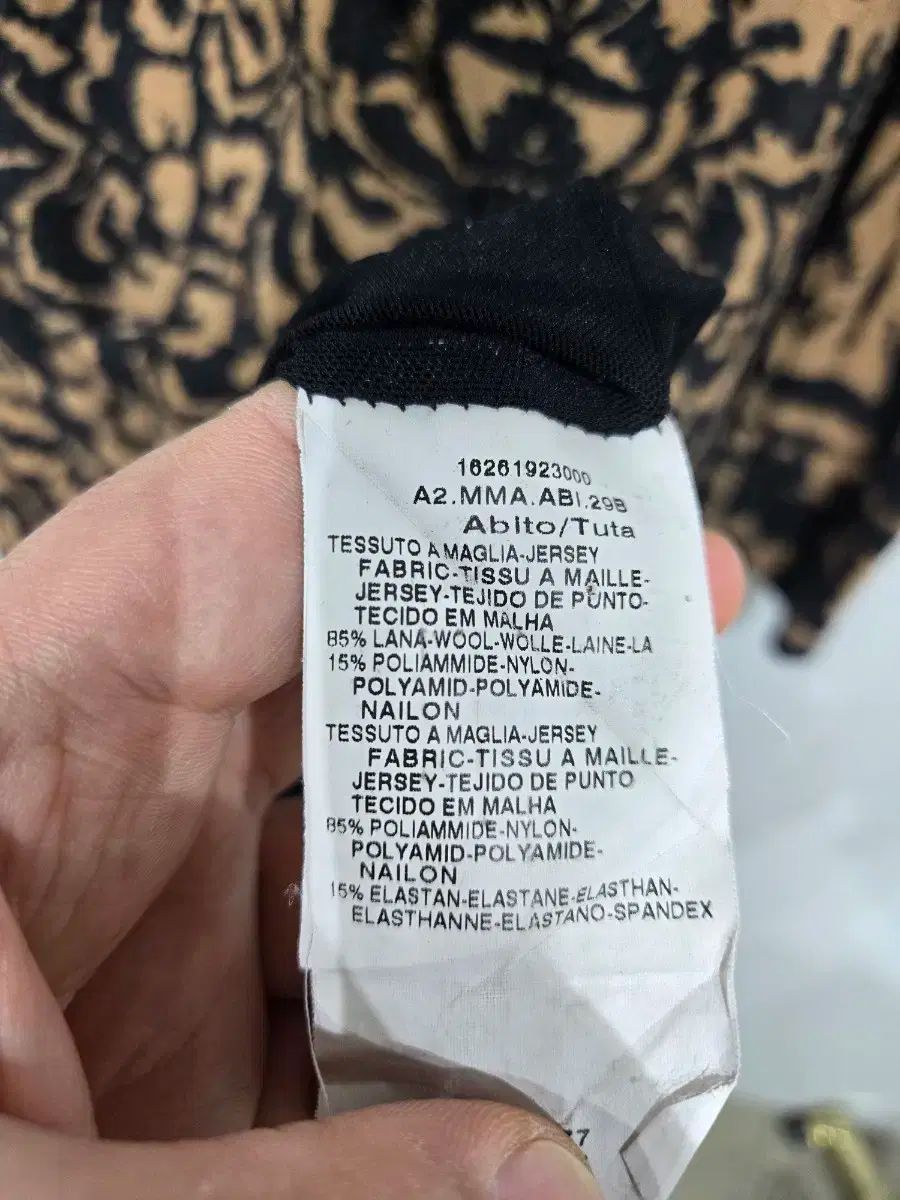 16261923000
A2.MMA.ABI.29B
Abito/Tuta
TESSUTO A MAGLIA-JERSEY
FABRIC-TISSU A MAILLE-
JERSEY-TEJIDO DE PUNTO-
TECIDO EM MALHA
85% LANA-WOOL-WOLLE-LAINE-LA
15% POLIAMMIDE-NYLON-
POLYAMID-POLYAMIDE-
NAILON
TESSUTO A MAGLIA-JERSEY
FABRIC-TISSU A MAILLE-
JERSEY-TEJIDO DE PUNTO
TECIDO EM MALHA
85% POLIAMMIDE-NYLON-
POLYAMID-POLYAMIDE-
NAILON
15% ELASTAN-ELASTANE-ELASTHAN-
ELASTHANNE-ELASTANO-SPANDEX